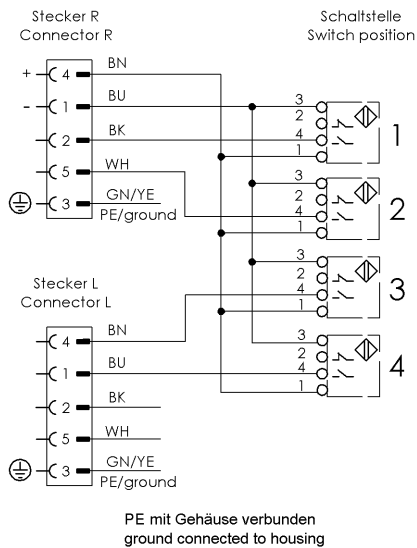 Stecker R
Connector R
Schaltstelle
Switch position
+ 4 BN
- 1 BU
2 BK
5 WH
3 GN/YE
PE/ground
3
2
4
1
1
3
2
4
1
2
Stecker L
Connector L
4 BN
1 BU
2 BK
5 WH
3 GN/YE
PE/ground
3
2
4
1
3
3
2
4
1
4
PE mit Gehäuse verbunden
ground connected to housing